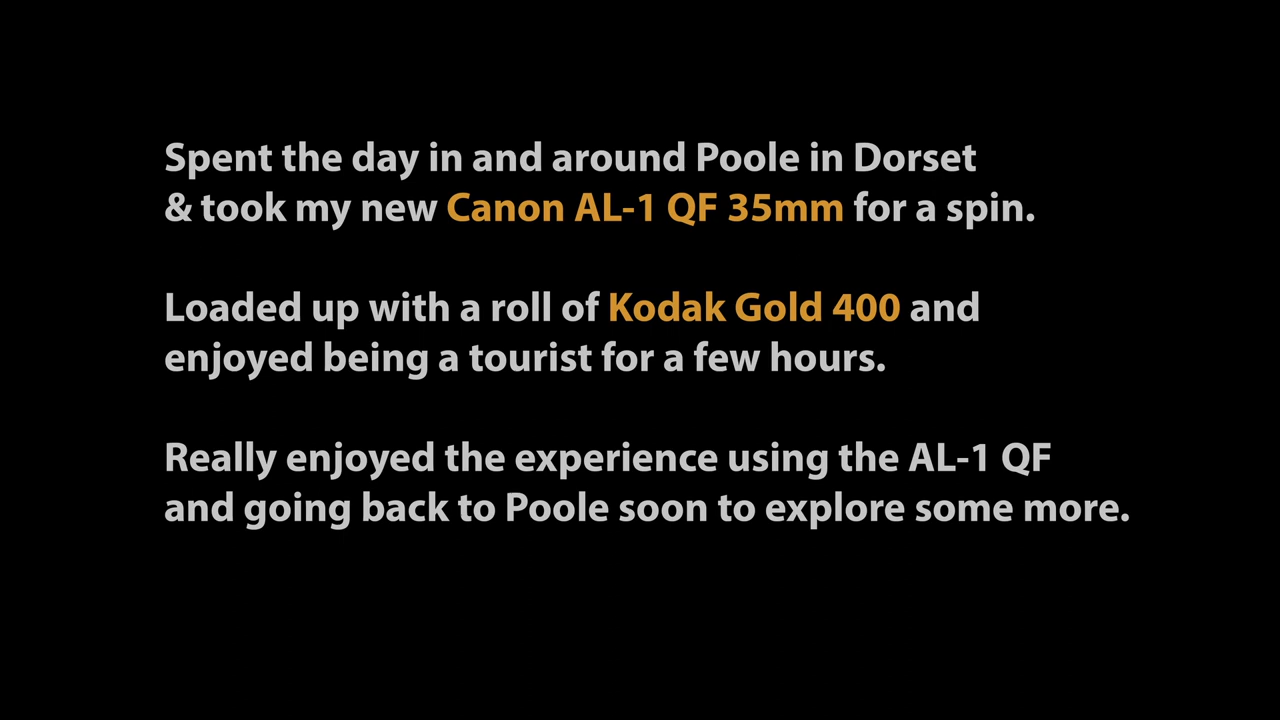 Spent the day in and around Poole in Dorset
& took my new Canon AL-1 QF 35mm for a spin.
Loaded up with a roll of Kodak Gold 400 and
enjoyed being a tourist for a few hours.
Really enjoyed the experience using the AL-1 QF
and going back to Poole soon to explore some more.